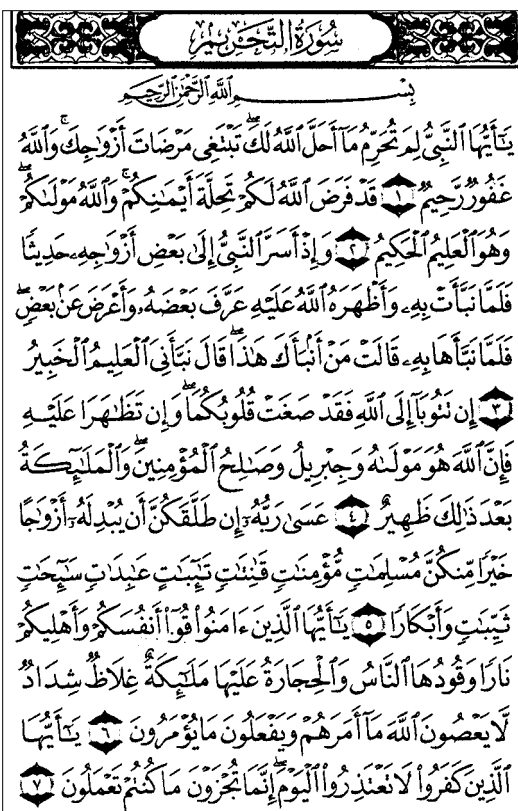 سُورَةُ التَّحْرِيمِ
بِسْمِ ٱللَّهِ ٱلرَّحْمَٰنِ ٱلرَّحِيمِ
يَٰٓأَيُّهَا ٱلنَّبِىُّ لِمَ تُحَرِّمُ مَآ أَحَلَّ ٱللَّهُ لَكَ ۖ تَبْتَغِى مَرْضَاتَ أَزْوَٰجِكَ ۚ وَٱللَّهُ
غَفُورٌ رَّحِيمٌ ١ قَدْ فَرَضَ ٱللَّهُ لَكُمْ تَحِلَّةَ أَيْمَٰنِكُمْ ۚ وَٱللَّهُ مَوْلَىٰكُمْ ۖ
وَهُوَ ٱلْعَلِيمُ ٱلْحَكِيمُ ٢ وَإِذْ أَسَرَّ ٱلنَّبِىُّ إِلَىٰ بَعْضِ أَزْوَٰجِهِۦ حَدِيثًا
فَلَمَّا نَبَّأَتْ بِهِۦ وَأَظْهَرَهُ ٱللَّهُ عَلَيْهِ عَرَّفَ بَعْضَهُۥ وَأَعْرَضَ عَنۢ بَعْضٍ ۖ
فَلَمَّا نَبَّأَهَا بِهِۦ قَالَتْ مَنْ أَنۢبَأَكَ هَٰذَا ۖ قَالَ نَبَّأَنِىَ ٱلْعَلِيمُ ٱلْخَبِيرُ
٣ إِن تَتُوبَآ إِلَى ٱللَّهِ فَقَدْ صَغَتْ قُلُوبُكُمَا ۖ وَإِن تَظَٰهَرَا عَلَيْهِ
فَإِنَّ ٱللَّهَ هُوَ مَوْلَىٰهُ وَجِبْرِيلُ وَصَٰلِحُ ٱلْمُؤْمِنِينَ ۖ وَٱلْمَلَٰٓئِكَةُ
بَعْدَ ذَٰلِكَ ظَهِيرٌ ٤ عَسَىٰ رَبُّهُۥٓ إِن طَلَّقَكُنَّ أَن يُبْدِلَهُۥٓ أَزْوَٰجًا
خَيْرًا مِّنكُنَّ مُسْلِمَٰتٍ مُّؤْمِنَٰتٍ قَٰنِتَٰتٍ تَٰٓئِبَٰتٍ عَٰبِدَٰتٍ سَٰٓئِحَٰتٍ
ثَيِّبَٰتٍ وَأَبْكَارًا ٥ يَٰٓأَيُّهَا ٱلَّذِينَ ءَامَنُوا۟ قُوٓا۟ أَنفُسَكُمْ وَأَهْلِيكُمْ
نَارًا وَقُودُهَا ٱلنَّاسُ وَٱلْحِجَارَةُ عَلَيْهَا مَلَٰٓئِكَةٌ غِلَاظٌ شِدَادٌ
لَّا يَعْصُونَ ٱللَّهَ مَآ أَمَرَهُمْ وَيَفْعَلُونَ مَا يُؤْمَرُونَ ٦ يَٰٓأَيُّهَا
ٱلَّذِينَ كَفَرُوا۟ لَا تَعْتَذِرُوا۟ ٱلْيَوْمَ ۖ إِنَّمَا تُجْزَوْنَ مَا كُنتُمْ تَعْمَلُونَ ٧